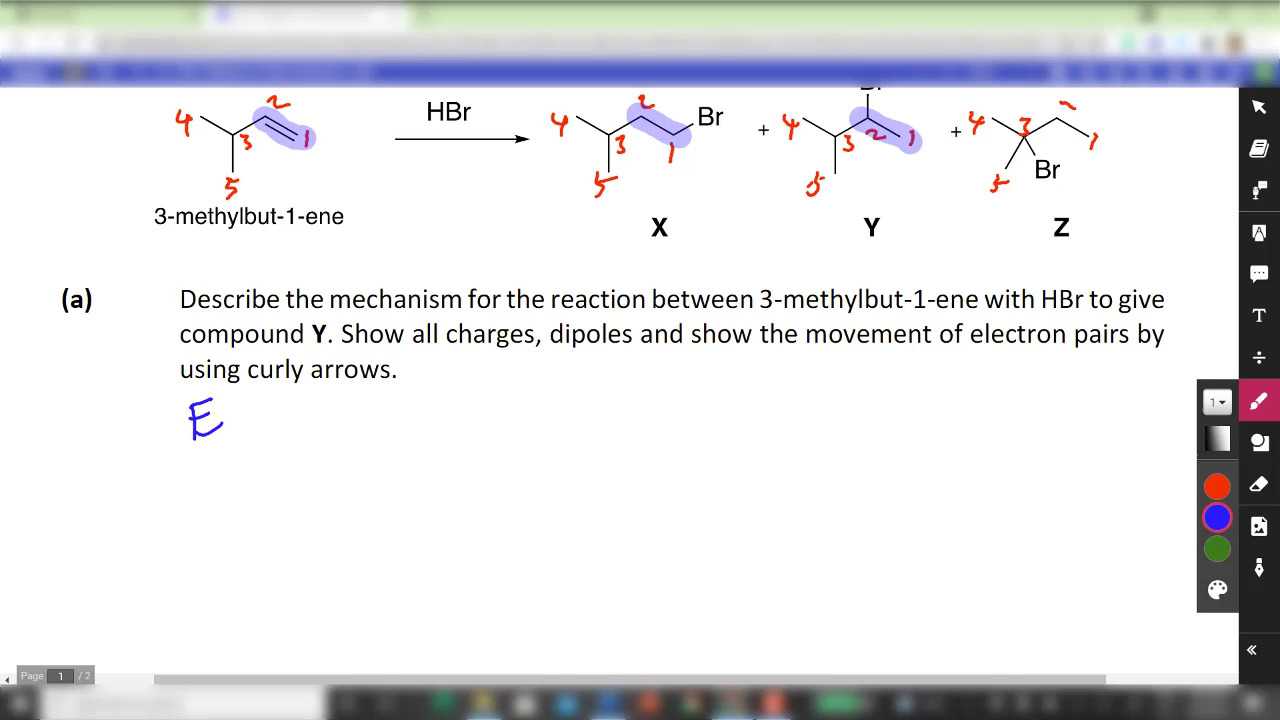 Br
2
2
HBr
Br
4
1
4
4
1
4
3
2
3
+
2
+
3
1
3
1
Br
5
5
5
5
3-methylbut-1-ene
X
Y
Z
(a) Describe the mechanism for the reaction between 3-methylbut-1-ene with HBr to give
compound Y. Show all charges, dipoles and show the movement of electron pairs by
using curly arrows.
E
1
T
Page 1 / 2